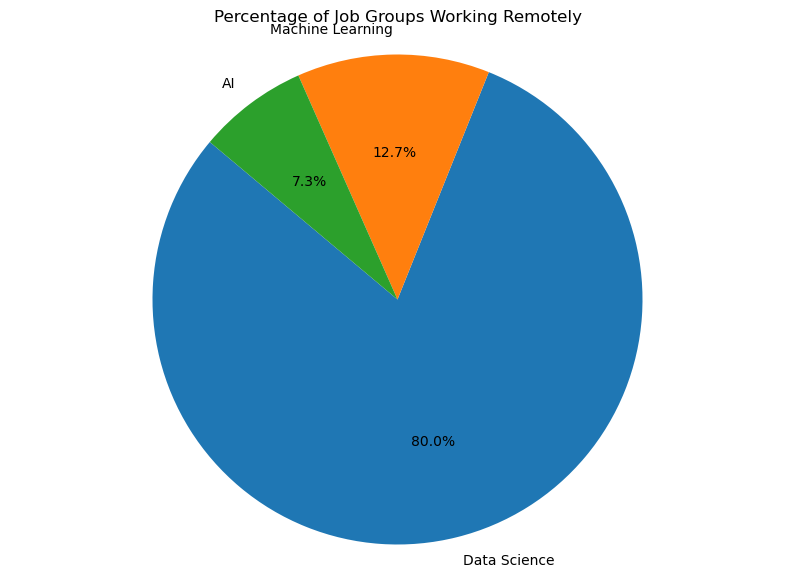 Percentage of Job Groups Working Remotely
Machine Learning
AI
12.7%
7.3%
80.0%
Data Science